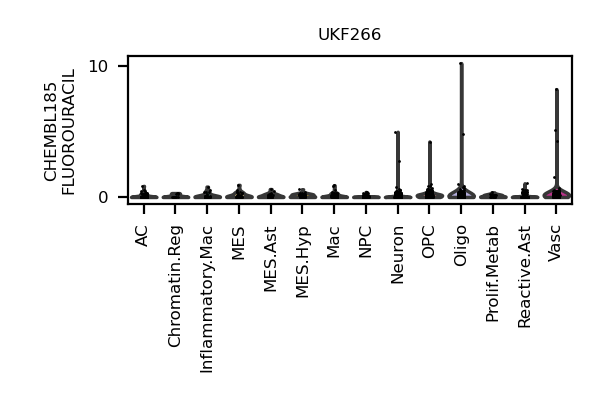 UKF266
CHEMBL185
FLUOROURACIL
10
0
AC
Chromatin.Reg
Inflammatory.Mac
MES
MES.Ast
MES.Hyp
Mac
NPC
Neuron
OPC
Oligo
Prolif.Metab
Reactive.Ast
Vasc